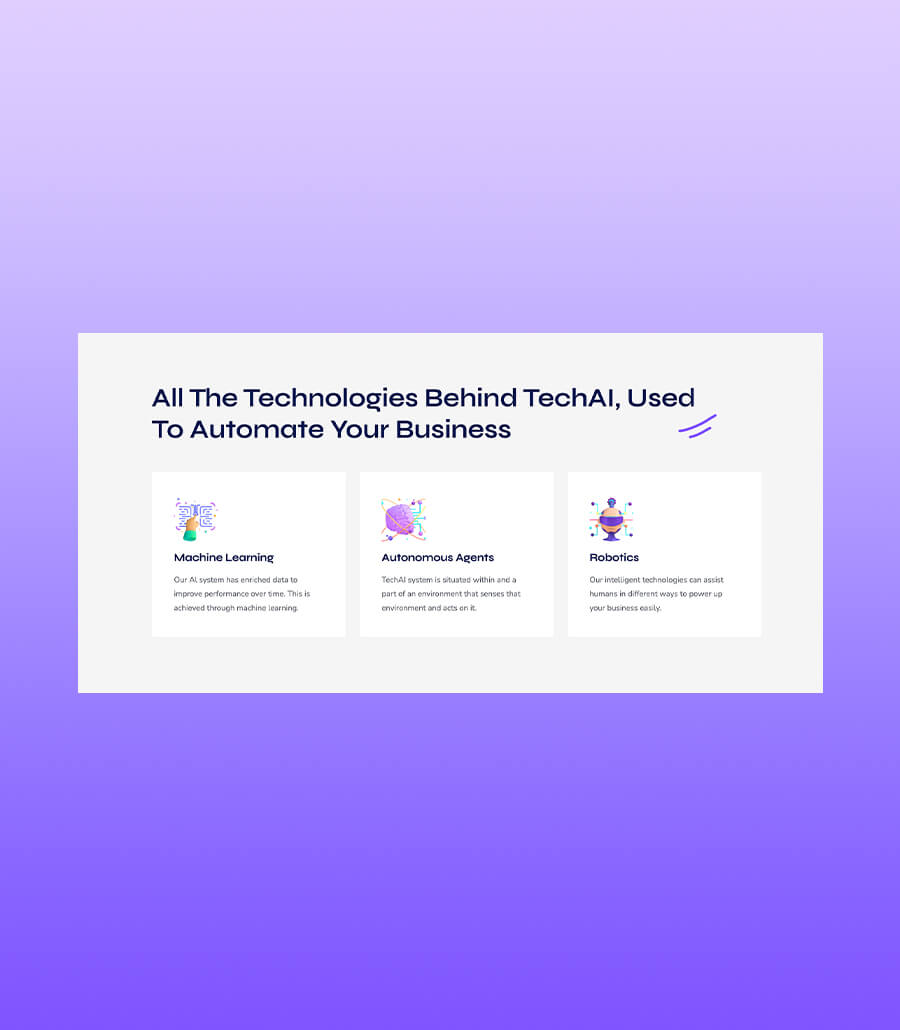 All The Technologies Behind TechAI, Used
To Automate Your Business
Machine Learning
Our AI system has enriched data to
improve performance over time. This is
achieved through machine learning.
Autonomous Agents
TechAI system is situated within and a
part of an environment that senses that
environment and acts on it.
Robotics
Our intelligent technologies can assist
humans in different ways to power up
your business easily.